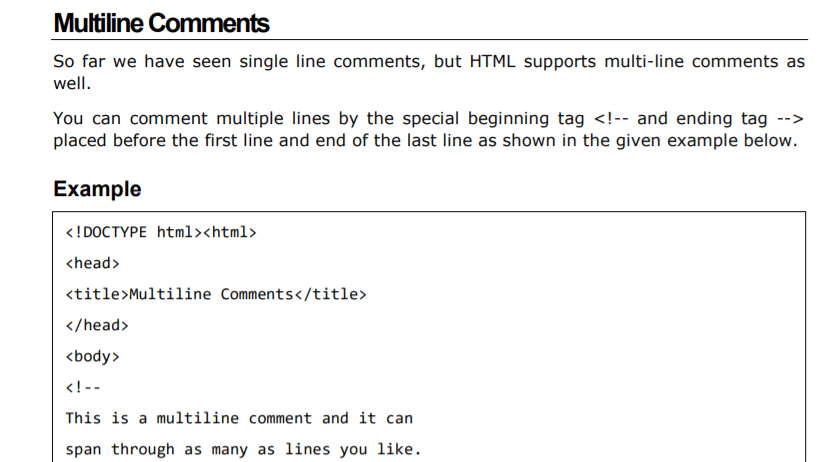 Multiline Comments
So far we have seen single line comments, but HTML supports multi-line comments as
well.
You can comment multiple lines by the special beginning tag <!-- and ending tag -->
placed before the first line and end of the last line as shown in the given example below.
Example
<!DOCTYPE html><html>
<head>
<title>Multiline Comments</title>
</head>
<body>
<!--
This is a multiline comment and it can
span through as many as lines you like.